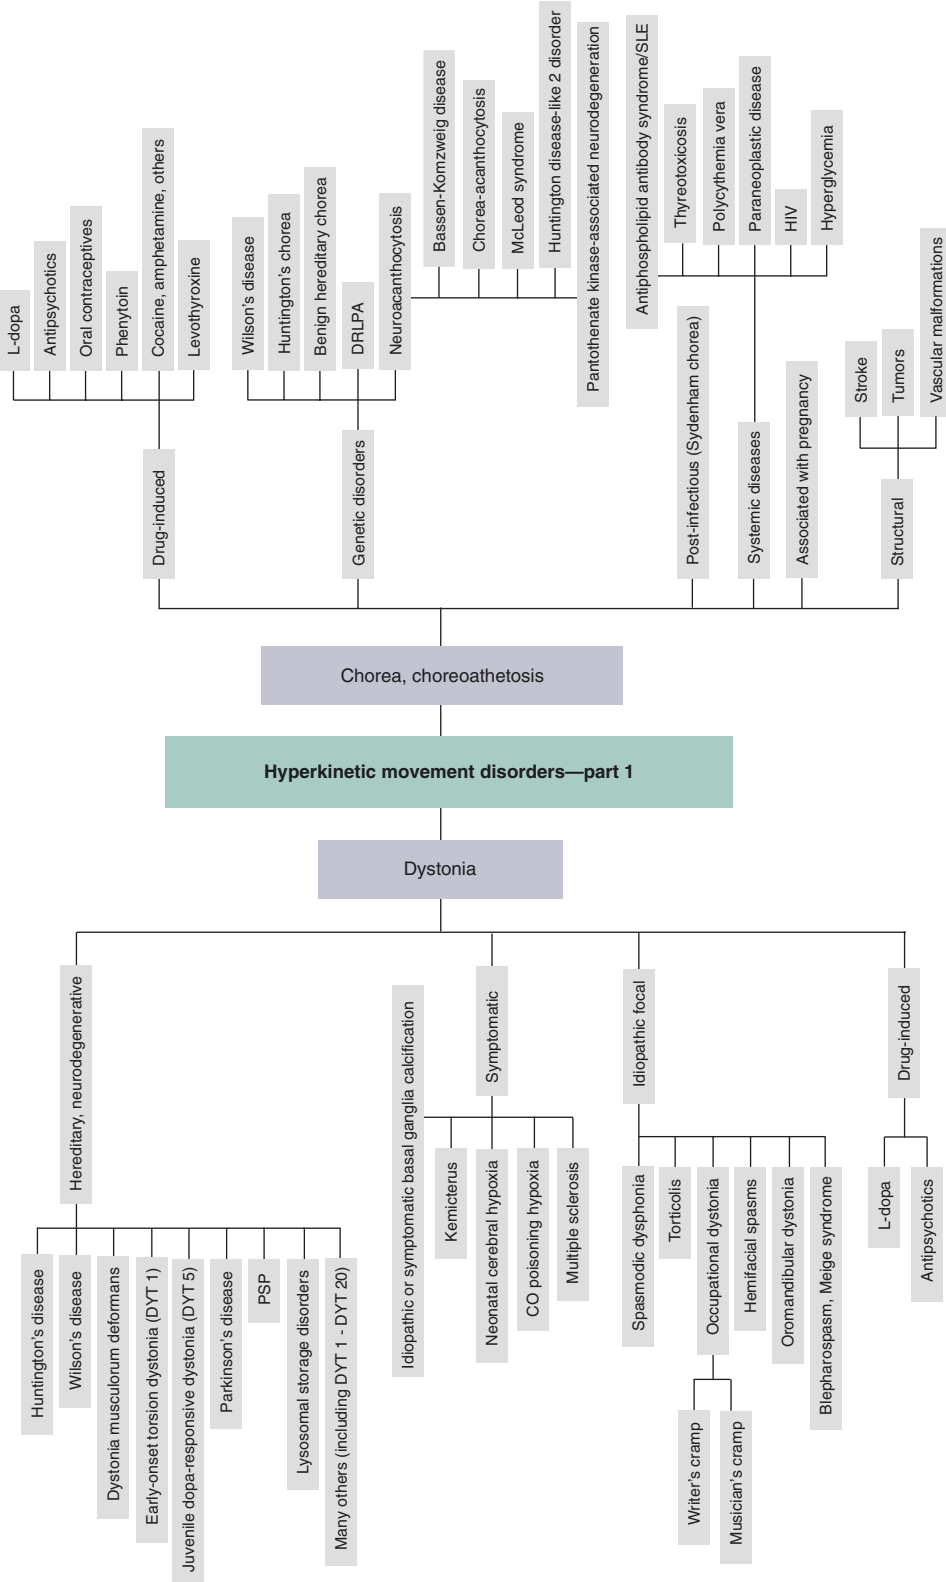 L-dopa
Antipsychotics
Oral contraceptives
Phenytoin
Cocaine, amphetamine, others
Levothyroxine
Drug-induced
Wilson's disease
Huntington's chorea
Benign hereditary chorea
DRLPA
Neuroacanthocytosis
Genetic disorders
Bassen-Komzweig disease
Chorea-acanthocytosis
McLeod syndrome
Huntington disease-like 2 disorder
Pantothenate kinase-associated neurodegeneration
Post-infectious (Sydenham chorea)
Antiphospholipid antibody syndrome/SLE
Thyreotoxicosis
Polycythemia vera
Paraneoplastic disease
HIV
Hyperglycemia
Systemic diseases
Associated with pregnancy
Stroke
Tumors
Vascular malformations
Structural
Chorea, choreoathetosis
Hyperkinetic movement disorders—part 1
Dystonia
Hereditary, neurodegenerative
Huntington's disease
Wilson's disease
Dystonia musculorum deformans
Early-onset torsion dystonia (DYT 1)
Juvenile dopa-responsive dystonia (DYT 5)
Parkinson's disease
PSP
Lysosomal storage disorders
Many others (including DYT 1 - DYT 20)
Symptomatic
Idiopathic or symptomatic basal ganglia calcification
Kemicterus
Neonatal cerebral hypoxia
CO poisoning hypoxia
Multiple sclerosis
Idiopathic focal
Spasmodic dysphonia
Torticolis
Occupational dystonia
Hemifacial spasms
Oromandibular dystonia
Blepharospasm, Meige syndrome
Writer's cramp
Musician's cramp
Drug-induced
L-dopa
Antipsychotics